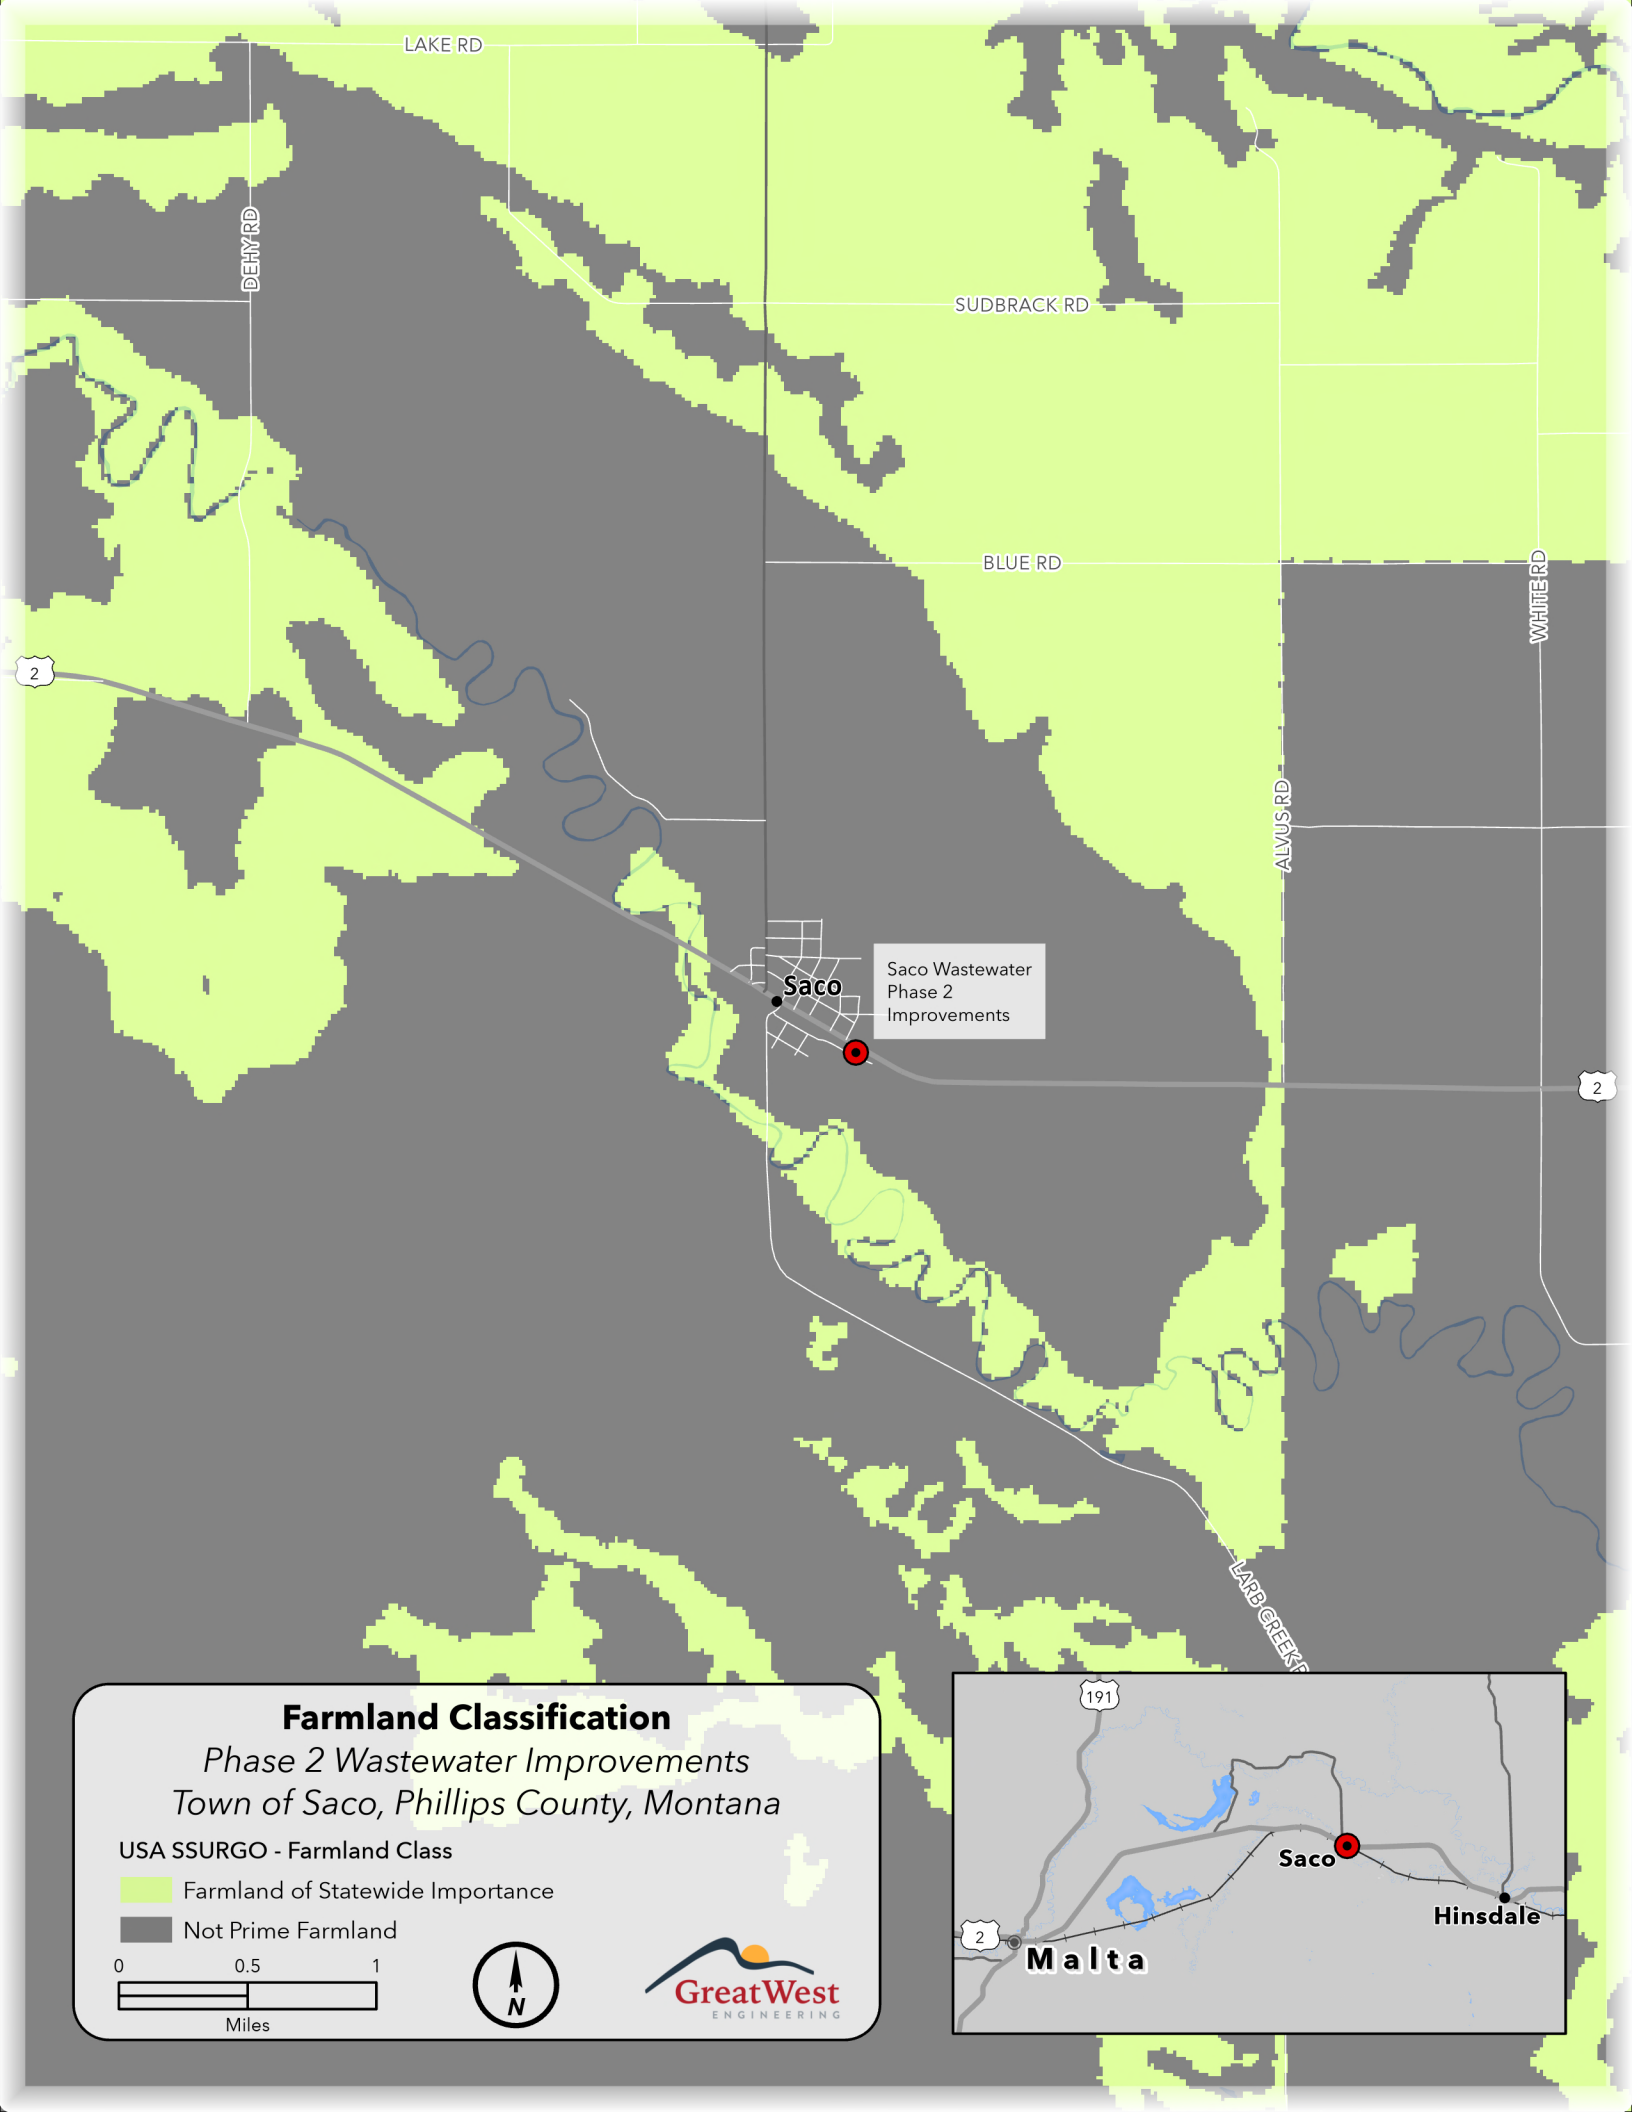 LAKE RD
DEHY RD
SUDBRACK RD
BLUE RD
WHITE RD
2
ALVUS RD
Saco
Saco Wastewater
Phase 2
Improvements
2
LARB CREEK R
Farmland Classification
Phase 2 Wastewater Improvements
Town of Saco, Phillips County, Montana
USA SSURGO - Farmland Class
Farmland of Statewide Importance
Not Prime Farmland
0 0.5 1
Miles
N
GreatWest
ENGINEERING
191
Saco
Hinsdale
2
Malta